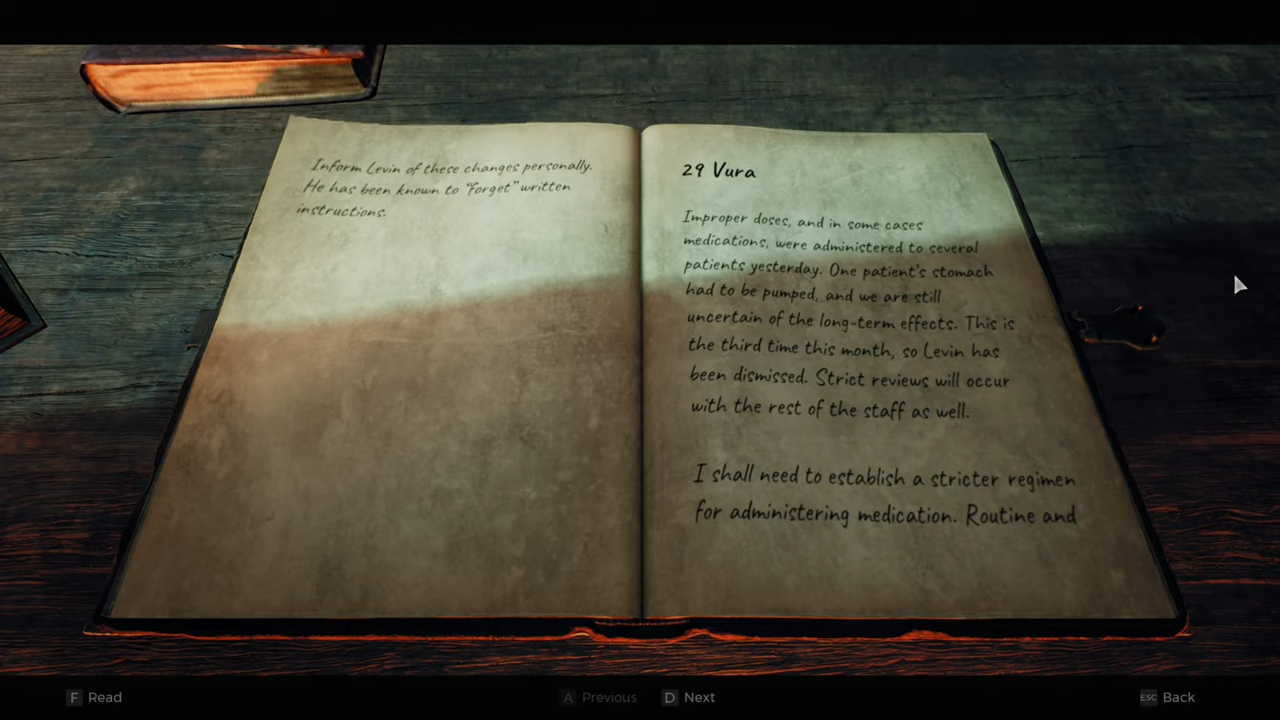 Inform Levin of these changes personally.
He has been known to "forget" written
instructions.
29 Vura
Improper doses, and in some cases
medications, were administered to several
patients yesterday. One patient's stomach
had to be pumped, and we are still
uncertain of the long-term effects. This is
the third time this month, so Levin has
been dismissed. Strict reviews will occur
with the rest of the staff as well.
I shall need to establish a stricter regimen
for administering medication. Routine and
F Read
A Previous
D Next
ESC Back